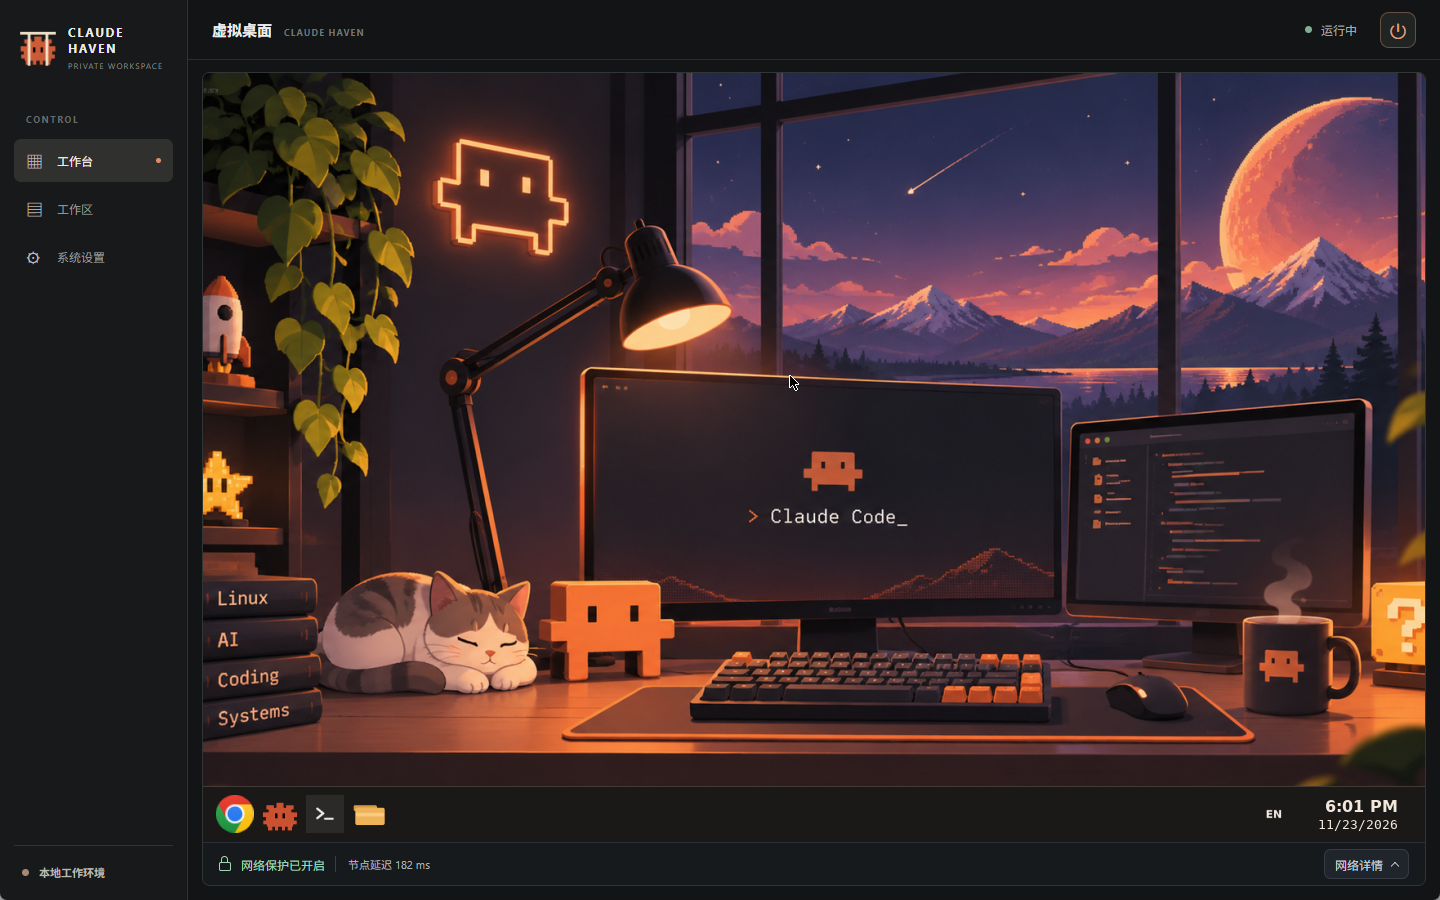 CLAUDE
HAVEN
PRIVATE WORKSPACE
CONTROL
工作台
工作区
系统设置
本地工作环境
虚拟桌面 CLAUDE HAVEN
运行中
> Claude Code_
Linux
AI
Coding
Systems
?
>_
EN
6:01 PM
11/23/2026
网络保护已开启
节点延迟 182 ms
网络详情